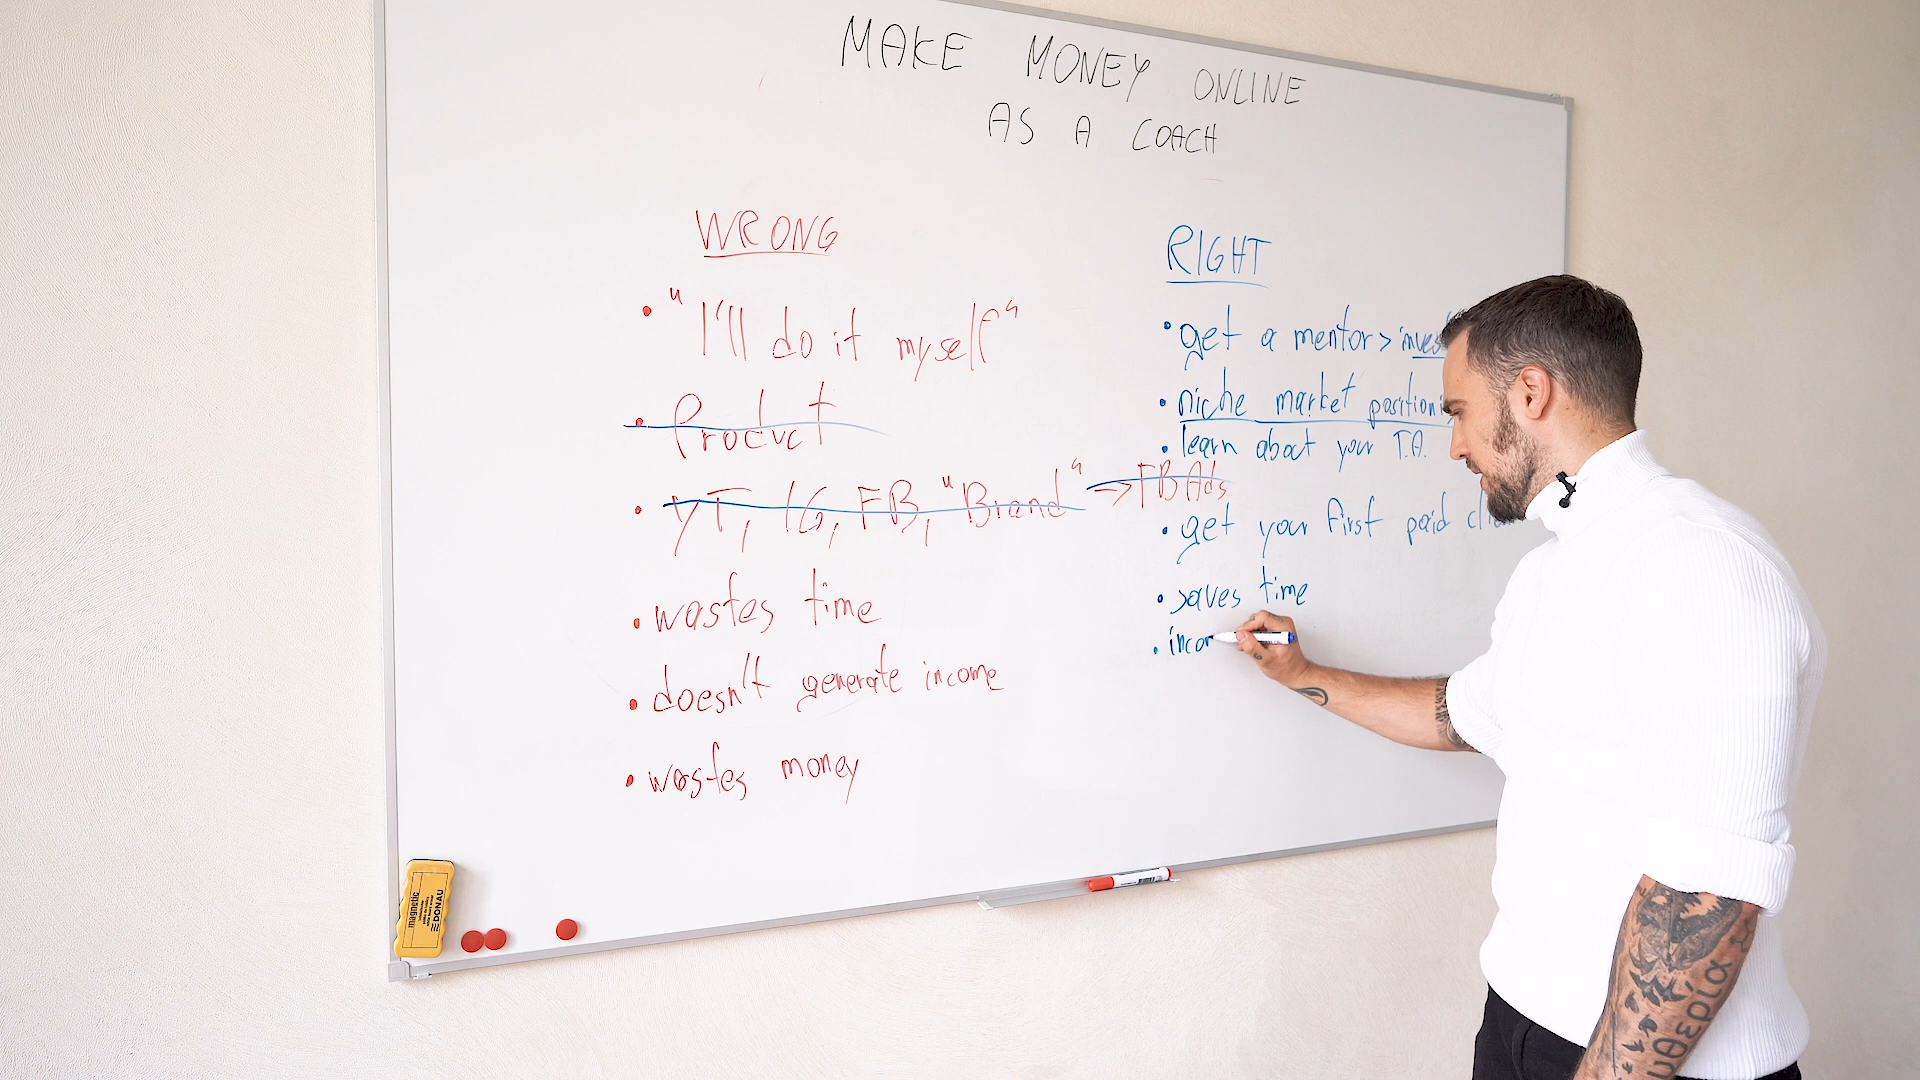 MAKE MONEY ONLINE
AS A COACH
WRONG
• "I'll do it myself"
• Product
• YT, IG, FB, "Brand" → FB Ads
• wastes time
• doesn't generate income
• wastes money
RIGHT
• get a mentor >
• niche market
• learn about your T.A.
• get your first paid
• saves time
•
magnetic
DONAU
υθερία